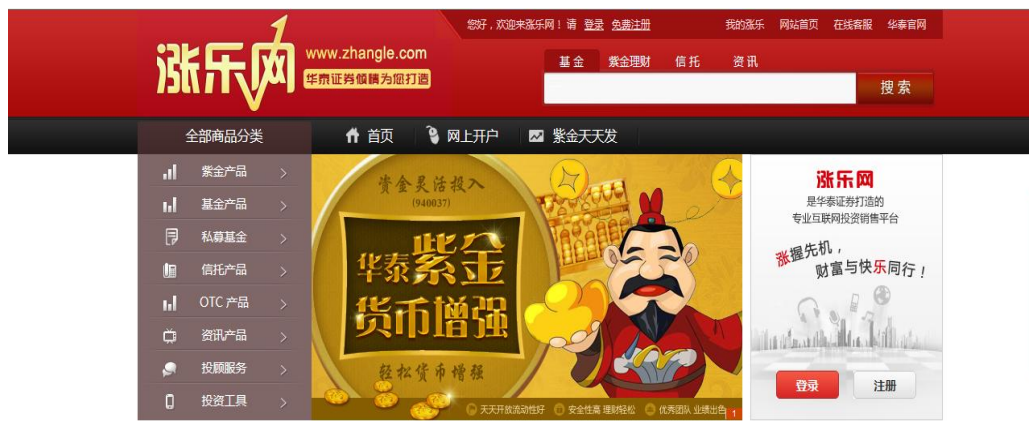 您好，欢迎来涨乐网！请 登录 免费注册 我的涨乐 网站首页 在线客服 华泰官网
涨乐网
www.zhangle.com
华泰证券倾情为您打造
基金 紫金理财 信托 资讯
搜索
全部商品分类 首页 网上开户 紫金天天发
紫金产品
基金产品
私募基金
信托产品
OTC 产品
资讯产品
投顾服务
投资工具
资金灵活投入
(940037)
华泰紫金
货币增强
轻松货币增强
天天开放流动性好 安全性高 理财轻松 优秀团队 业绩出色
1
涨乐网
是华泰证券打造的
专业互联网投资销售平台
涨握先机，
财富与快乐同行！
登录 注册